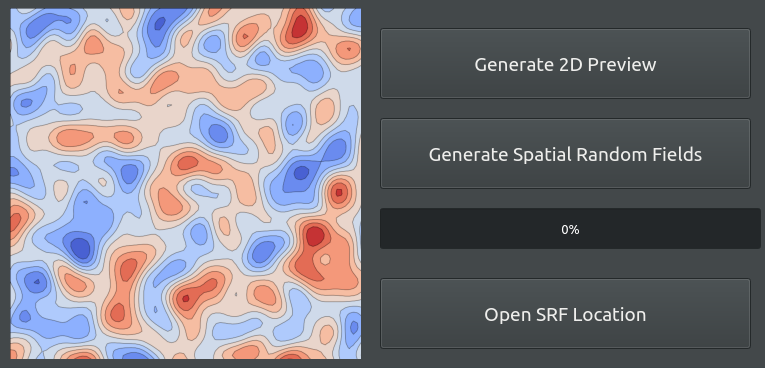 Generate 2D Preview
Generate Spatial Random Fields
0%
Open SRF Location